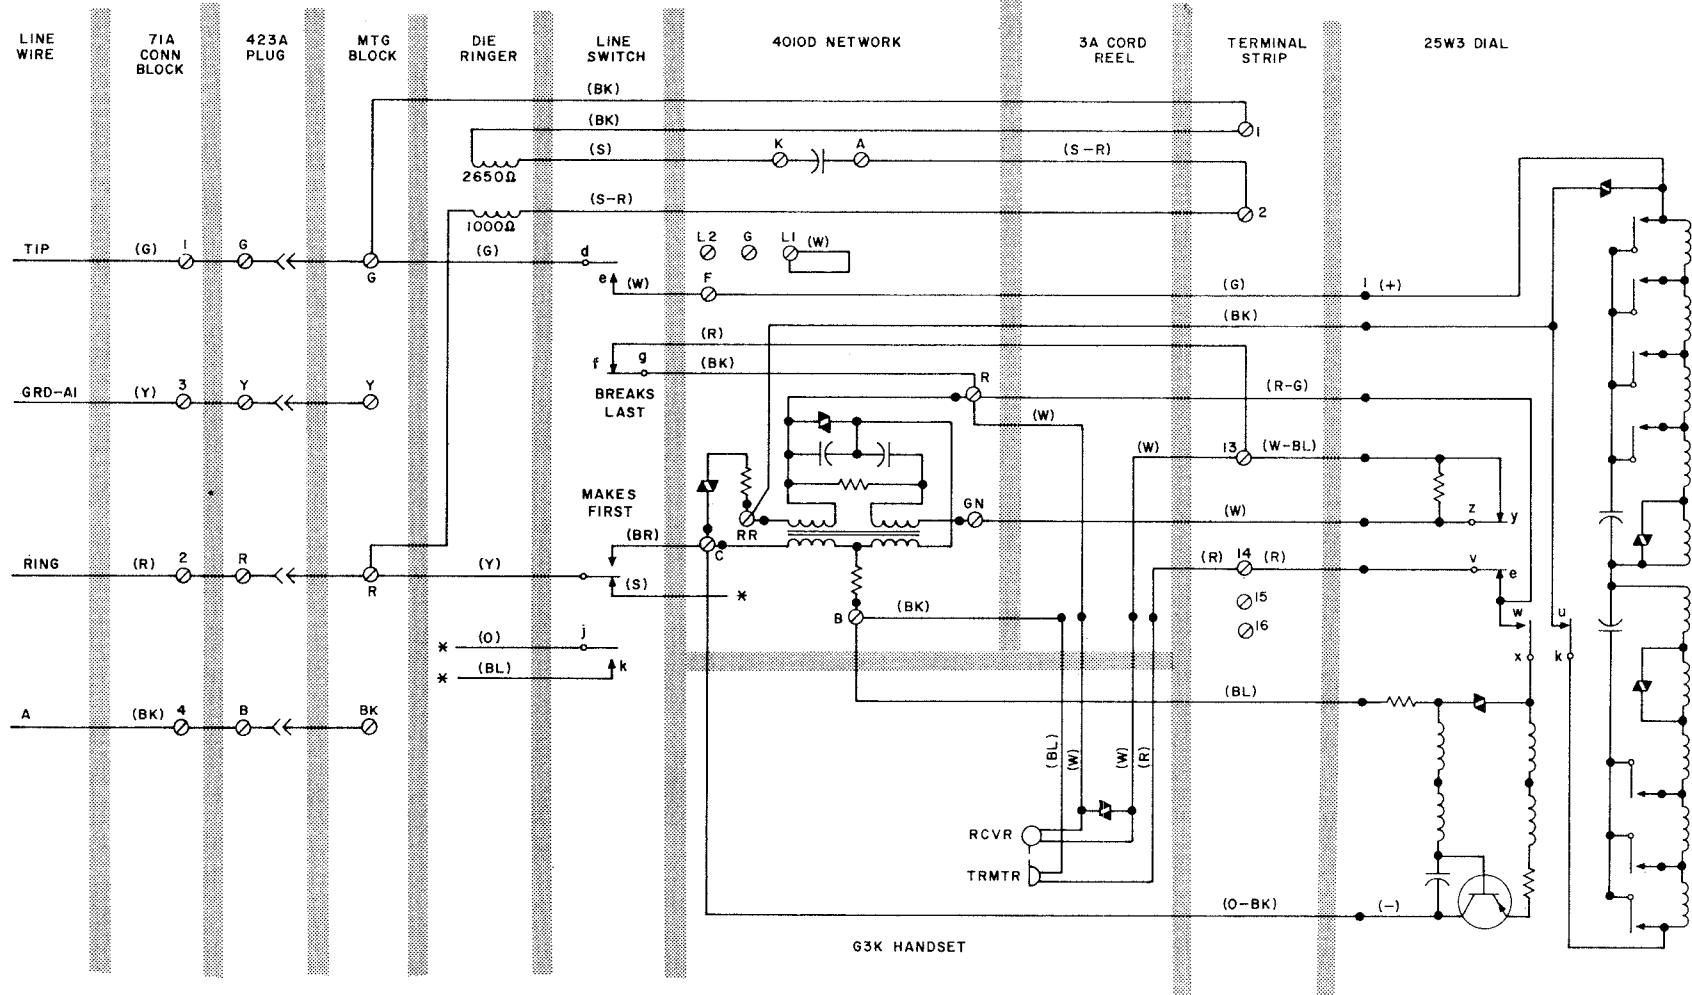 LINE WIRE
71A CONN BLOCK
423A PLUG
MTG BLOCK
DIE RINGER
LINE SWITCH
4010D NETWORK
3A CORD REEL
TERMINAL STRIP
25W3 DIAL
(BK)
(BK)
1
(S)
K
A
(S-R)
2650Ω
(S-R)
2
1000Ω
TIP
(G)
1
G
G
(G)
d
L2
G
L1
(W)
e
(W)
F
(G)
1
(+)
(BK)
(R)
f
g
(BK)
R
(R-G)
BREAKS LAST
GRD-A1
(Y)
3
Y
Y
(W)
(W)
13
(W-BL)
MAKES FIRST
RR
GN
(W)
z
y
(BR)
C
RING
(R)
2
R
R
(Y)
(S)
*
(R)
14
(R)
v
e
15
16
B
(BK)
w
u
* (O)
j
* (BL)
k
x
k
(BL)
A
(BK)
4
B
BK
(BL)
(W)
(W)
(R)
RCVR
TRMTR
(O-BK)
(-)
G3K HANDSET